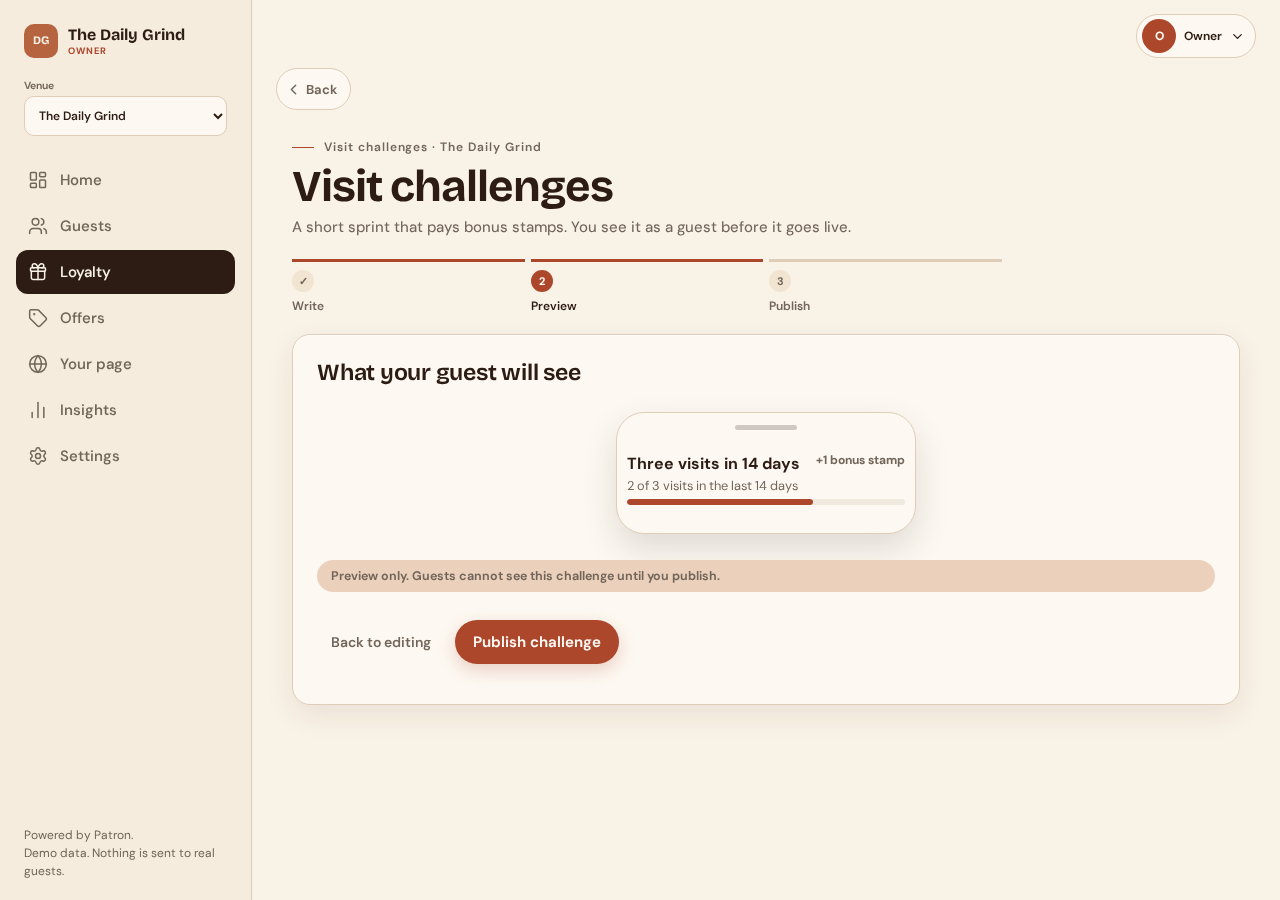 DG
The Daily Grind
OWNER
Venue
The Daily Grind
Home
Guests
Loyalty
Offers
Your page
Insights
Settings
Powered by Patron.
Demo data. Nothing is sent to real
guests.
O
Owner
Back
Visit challenges · The Daily Grind
Visit challenges
A short sprint that pays bonus stamps. You see it as a guest before it goes live.
✓
Write
2
Preview
3
Publish
What your guest will see
Three visits in 14 days
+1 bonus stamp
2 of 3 visits in the last 14 days
Preview only. Guests cannot see this challenge until you publish.
Back to editing
Publish challenge